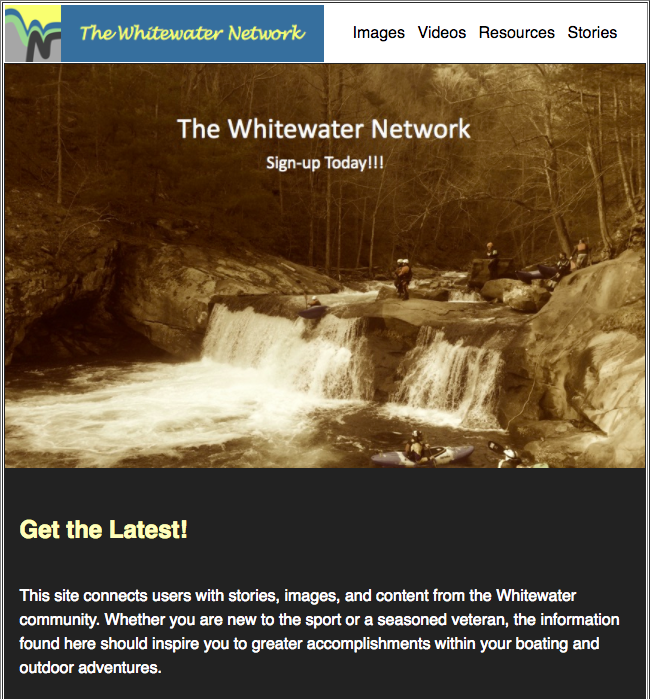 The Whitewater Network
Images Videos Resources Stories
The Whitewater Network
Sign-up Today!!!
Get the Latest!
This site connects users with stories, images, and content from the Whitewater
community. Whether you are new to the sport or a seasoned veteran, the information
found here should inspire you to greater accomplishments within your boating and
outdoor adventures.